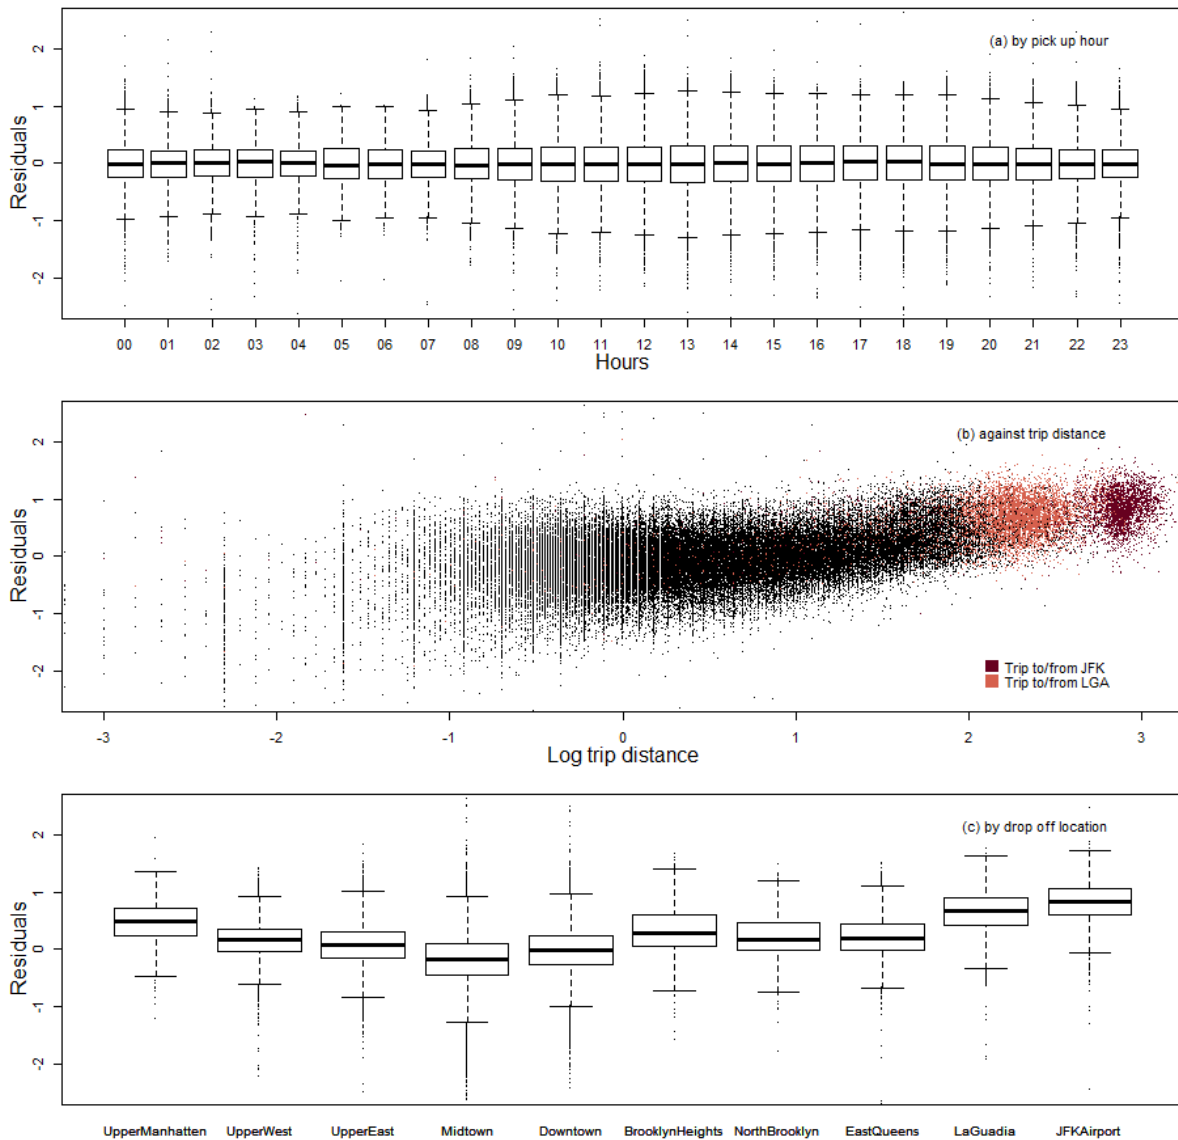 (a) by pick up hour
Residuals
2
1
0
-1
-2
00 01 02 03 04 05 06 07 08 09 10 11 12 13 14 15 16 17 18 19 20 21 22 23
Hours
(b) against trip distance
Residuals
2
1
0
-1
-2
Trip to/from JFK
Trip to/from LGA
-3 -2 -1 0 1 2 3
Log trip distance
(c) by drop off location
Residuals
2
1
0
-1
-2
UpperManhatten UpperWest UpperEast Midtown Downtown BrooklynHeights NorthBrooklyn EastQueens LaGuadia JFKAirport